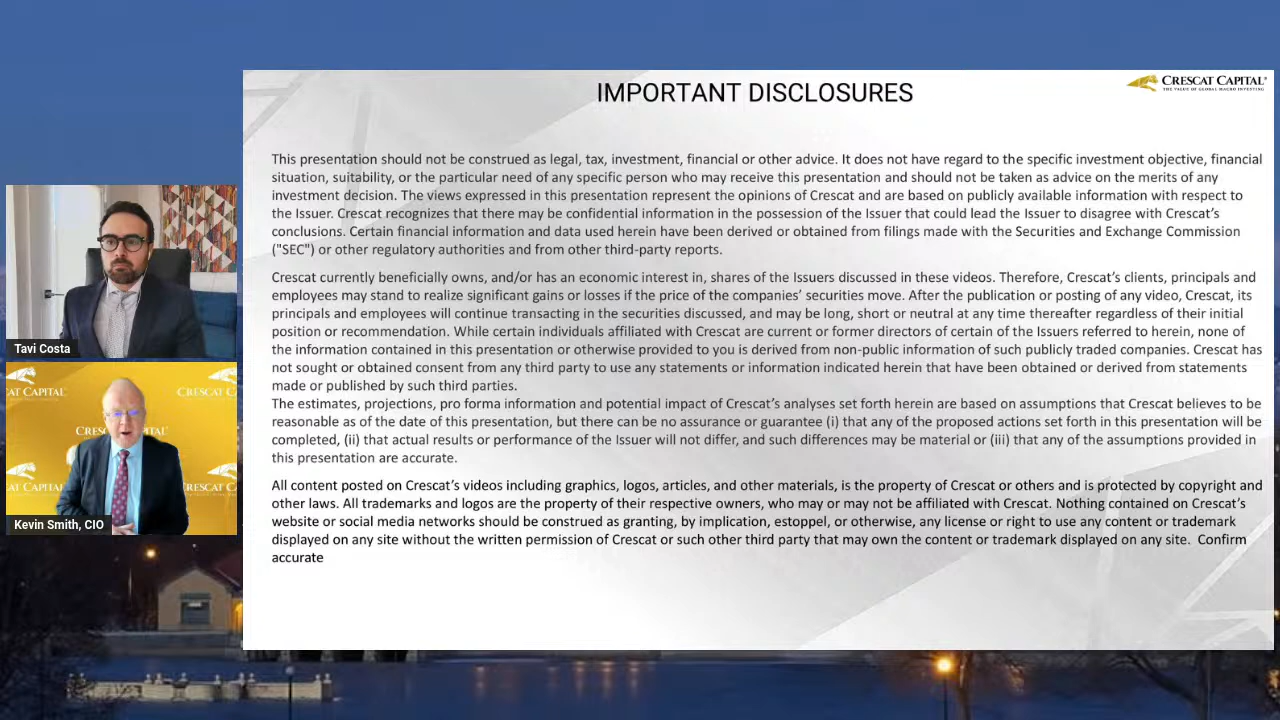 IMPORTANT DISCLOSURES
CRESCAT CAPITAL®
THE VALUE OF GLOBAL MACRO INVESTING
This presentation should not be construed as legal, tax, investment, financial or other advice. It does not have regard to the specific investment objective, financial
situation, suitability, or the particular need of any specific person who may receive this presentation and should not be taken as advice on the merits of any
investment decision. The views expressed in this presentation represent the opinions of Crescat and are based on publicly available information with respect to
the Issuer. Crescat recognizes that there may be confidential information in the possession of the Issuer that could lead the Issuer to disagree with Crescat's
conclusions. Certain financial information and data used herein have been derived or obtained from filings made with the Securities and Exchange Commission
("SEC") or other regulatory authorities and from other third-party reports.
Crescat currently beneficially owns, and/or has an economic interest in, shares of the Issuers discussed in these videos. Therefore, Crescat's clients, principals and
employees may stand to realize significant gains or losses if the price of the companies' securities move. After the publication or posting of any video, Crescat, its
principals and employees will continue transacting in the securities discussed, and may be long, short or neutral at any time thereafter regardless of their initial
position or recommendation. While certain individuals affiliated with Crescat are current or former directors of certain of the Issuers referred to herein, none of
the information contained in this presentation or otherwise provided to you is derived from non-public information of such publicly traded companies. Crescat has
not sought or obtained consent from any third party to use any statements or information indicated herein that have been obtained or derived from statements
made or published by such third parties.
The estimates, projections, pro forma information and potential impact of Crescat's analyses set forth herein are based on assumptions that Crescat believes to be
reasonable as of the date of this presentation, but there can be no assurance or guarantee (i) that any of the proposed actions set forth in this presentation will be
completed, (ii) that actual results or performance of the Issuer will not differ, and such differences may be material or (iii) that any of the assumptions provided in
this presentation are accurate.
All content posted on Crescat's videos including graphics, logos, articles, and other materials, is the property of Crescat or others and is protected by copyright and
other laws. All trademarks and logos are the property of their respective owners, who may or may not be affiliated with Crescat. Nothing contained on Crescat's
website or social media networks should be construed as granting, by implication, estoppel, or otherwise, any license or right to use any content or trademark
displayed on any site without the written permission of Crescat or such other third party that may own the content or trademark displayed on any site. Confirm
accurate
Tavi Costa
CAT CAPITAL
CRESCAT CAPITAL
CRES
SCAT CAPITAL
CRESCAT CA
Kevin Smith, CIO